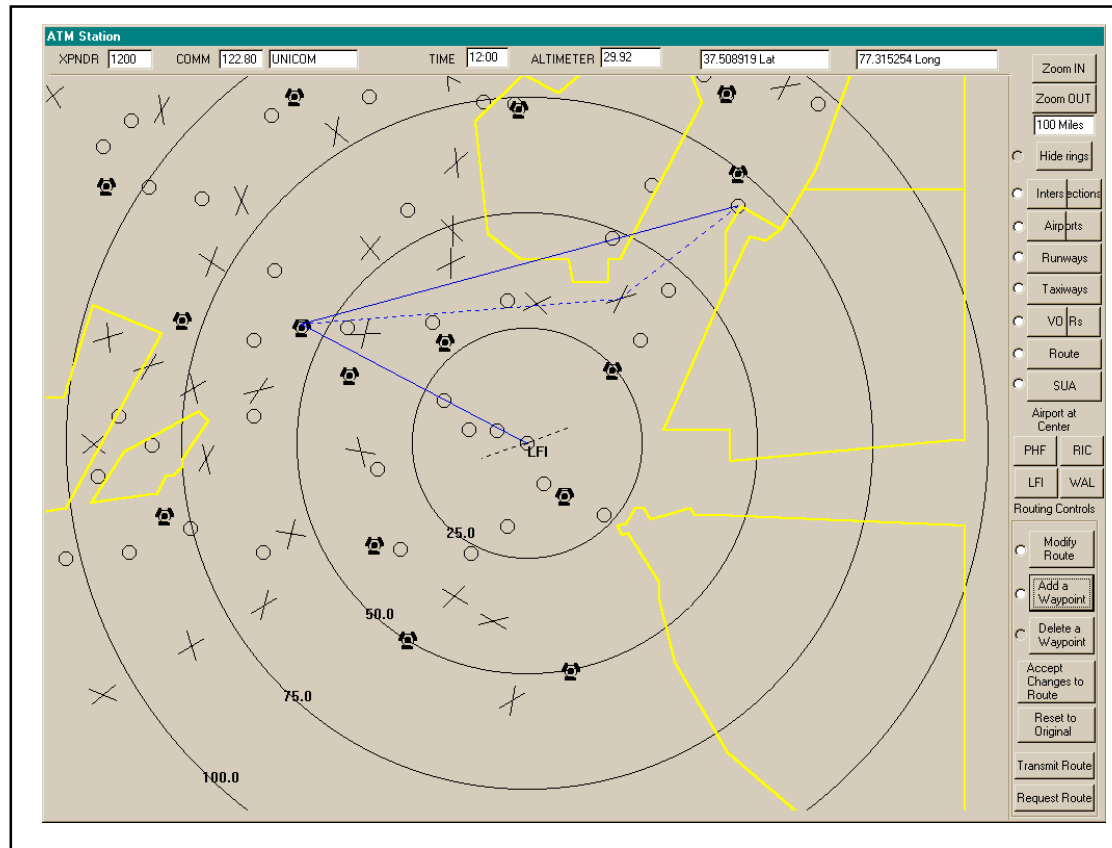 ATM Station
XPNDR 1200 COMM 122.80 UNICOM TIME 12:00 ALTIMETER 29.92 37.508919 Lat 77.315254 Long
Zoom IN
Zoom OUT
100 Miles
Hide rings
Intersections
Airports
Runways
Taxiways
VO Rs
Route
SUA
Airport at
Center
PHF RIC
LFI WAL
Routing Controls
Modify
Route
Add a
Waypoint
Delete a
Waypoint
Accept
Changes to
Route
Reset to
Original
Transmit Route
Request Route
LFI
25.0
50.0
75.0
100.0